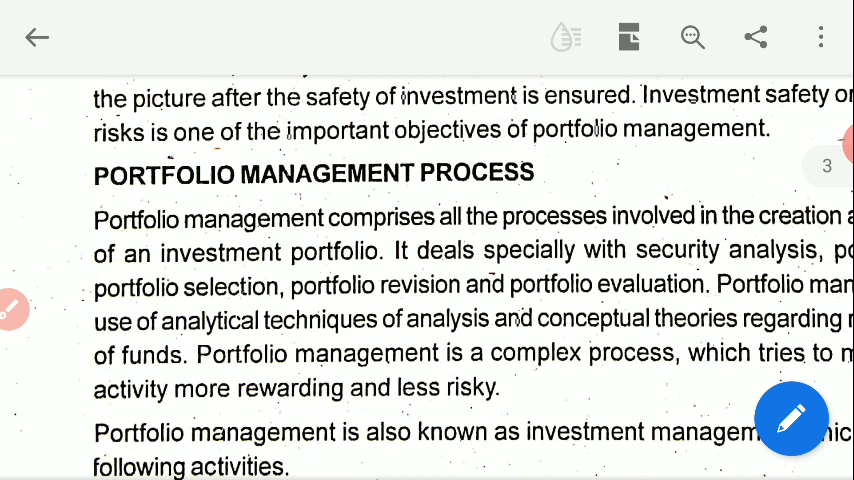 the picture after the safety of investment is ensured. Investment safety or
risks is one of the important objectives of portfolio management.
3
PORTFOLIO MANAGEMENT PROCESS
Portfolio management comprises all the processes involved in the creation
of an investment portfolio. It deals specially with security analysis,
portfolio selection, portfolio revision and portfolio evaluation. Portfolio
use of analytical techniques of analysis and conceptual theories regarding
of funds. Portfolio management is a complex process, which tries to
activity more rewarding and less risky.
Portfolio management is also known as investment
following activities.